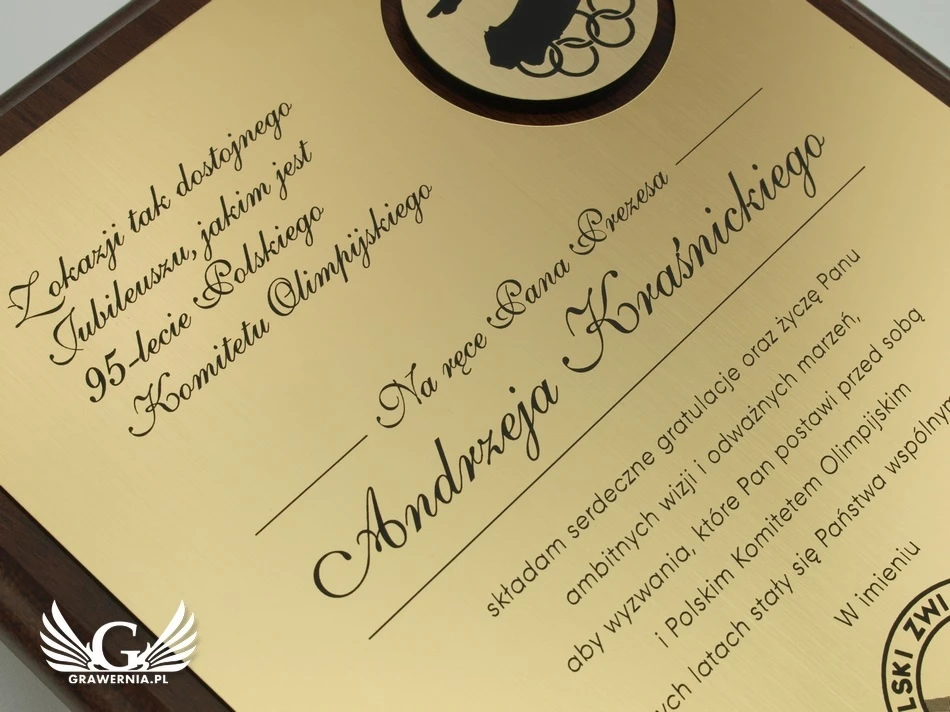 Z okazji tak dostojnego
Jubileuszu, jakim jest
95-lecie Polskiego
Komitetu Olimpijskiego
Na ręce Pana Prezesa
Andrzeja Kraśnickiego
składam serdeczne gratulacje oraz życzę Panu
ambitnych wizji i odważnych marzeń,
aby wyzwania, które Pan postawi przed sobą
i Polskim Komitetem Olimpijskim
latach stały się Państwa
W imieniu
G
GRAWERNIA.PL